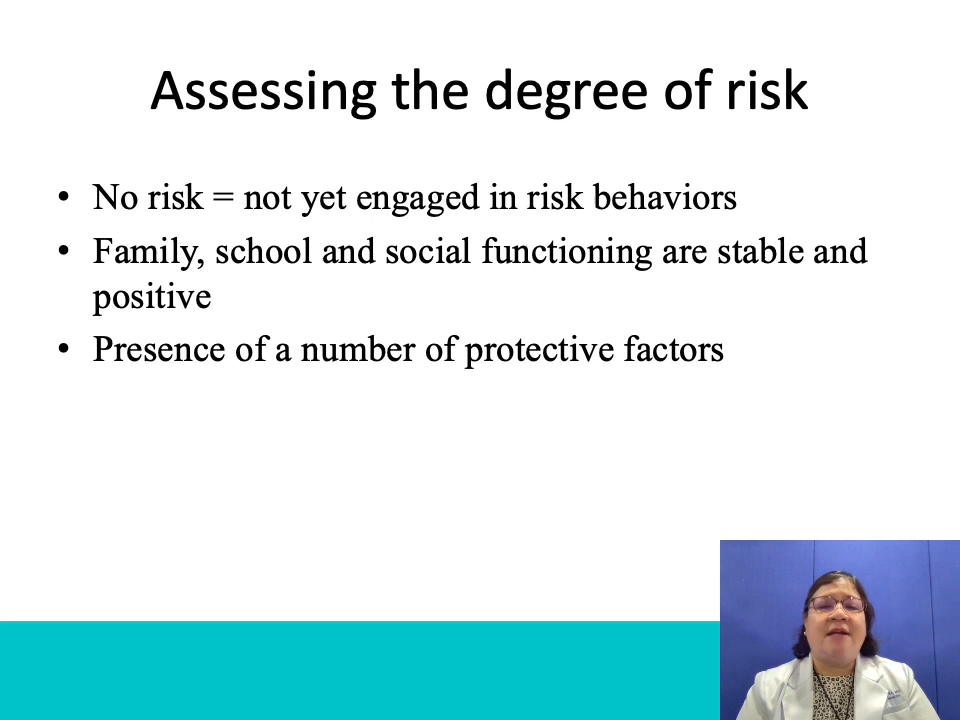 Assessing the degree of risk
• No risk = not yet engaged in risk behaviors
• Family, school and social functioning are stable and
positive
• Presence of a number of protective factors